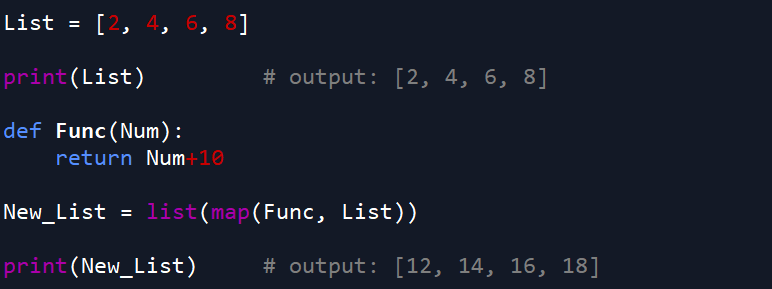 List = [2, 4, 6, 8]
print(List)         # output: [2, 4, 6, 8]
def Func(Num):
    return Num+10
New_List = list(map(Func, List))
print(New_List)     # output: [12, 14, 16, 18]